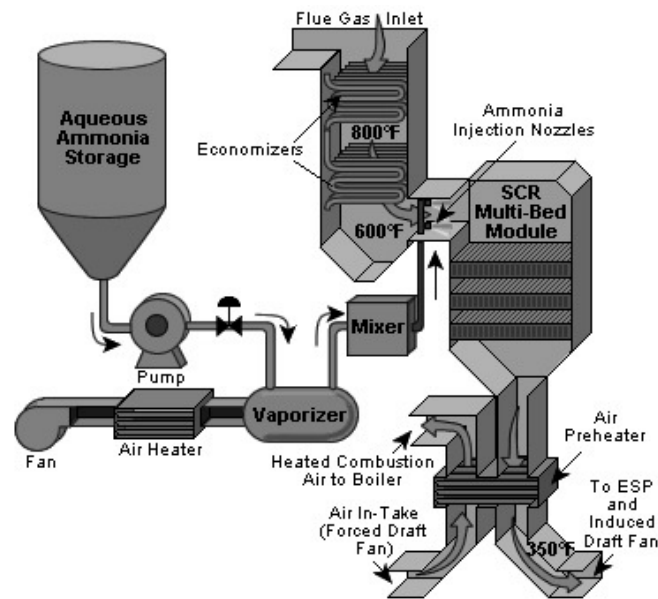 Flue Gas Inlet
Aqueous
Ammonia
Storage
800°F
Economizers
Ammonia
Injection Nozzles
600°F
SCR
Multi-Bed
Module
Mixer
Pump
Vaporizer
Fan
Air Heater
Heated Combustion
Air to Boiler
Air
Preheater
Air In-Take
(Forced Draft
Fan)
350°F
To ESP
and
Induced
Draft Fan